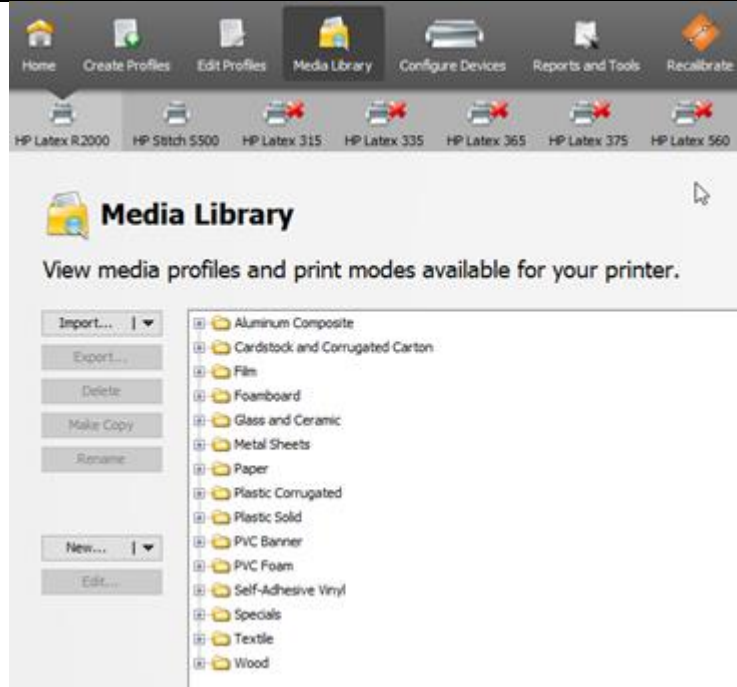 Home Create Profiles Edit Profiles Media Library Configure Devices Reports and Tools Recalibrate
HP Latex R2000 HP Stitch S500 HP Latex 315 HP Latex 335 HP Latex 365 HP Latex 375 HP Latex 560
Media Library
View media profiles and print modes available for your printer.
Import...
Export...
Delete
Make Copy
Rename
New...
Edit...
Aluminum Composite
Cardstock and Corrugated Carton
Film
Foamboard
Glass and Ceramic
Metal Sheets
Paper
Plastic Corrugated
Plastic Solid
PVC Banner
PVC Foam
Self-Adhesive Vinyl
Specials
Textile
Wood